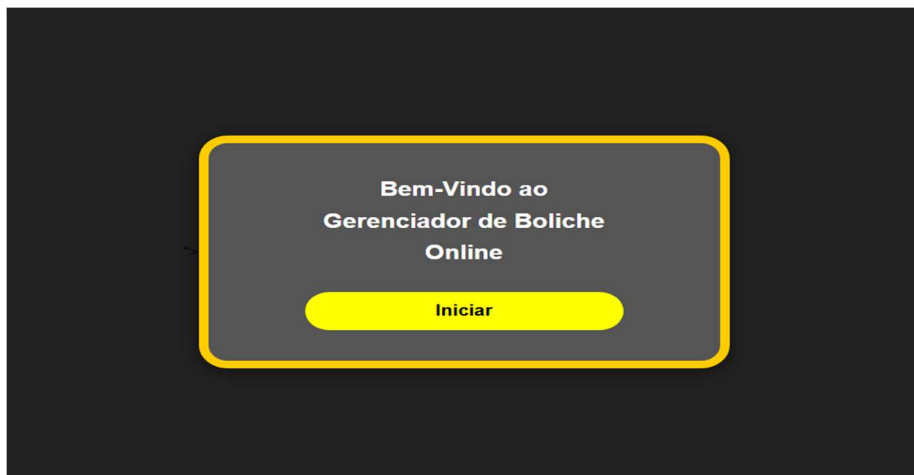 Bem-Vindo ao
Gerenciador de Boliche
Online
">
Iniciar